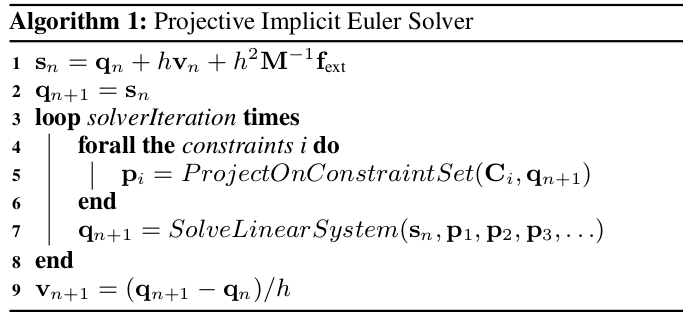 Algorithm 1: Projective Implicit Euler Solver
1 sₙ = qₙ + hvₙ + h²M⁻¹f_ext
2 qₙ₊₁ = sₙ
3 loop solverIteration times
4 forall the constraints i do
5 pᵢ = ProjectOnConstraintSet(Cᵢ, qₙ₊₁)
6 end
7 qₙ₊₁ = SolveLinearSystem(sₙ, p₁, p₂, p₃, . . .)
8 end
9 vₙ₊₁ = (qₙ₊₁ − qₙ)/h